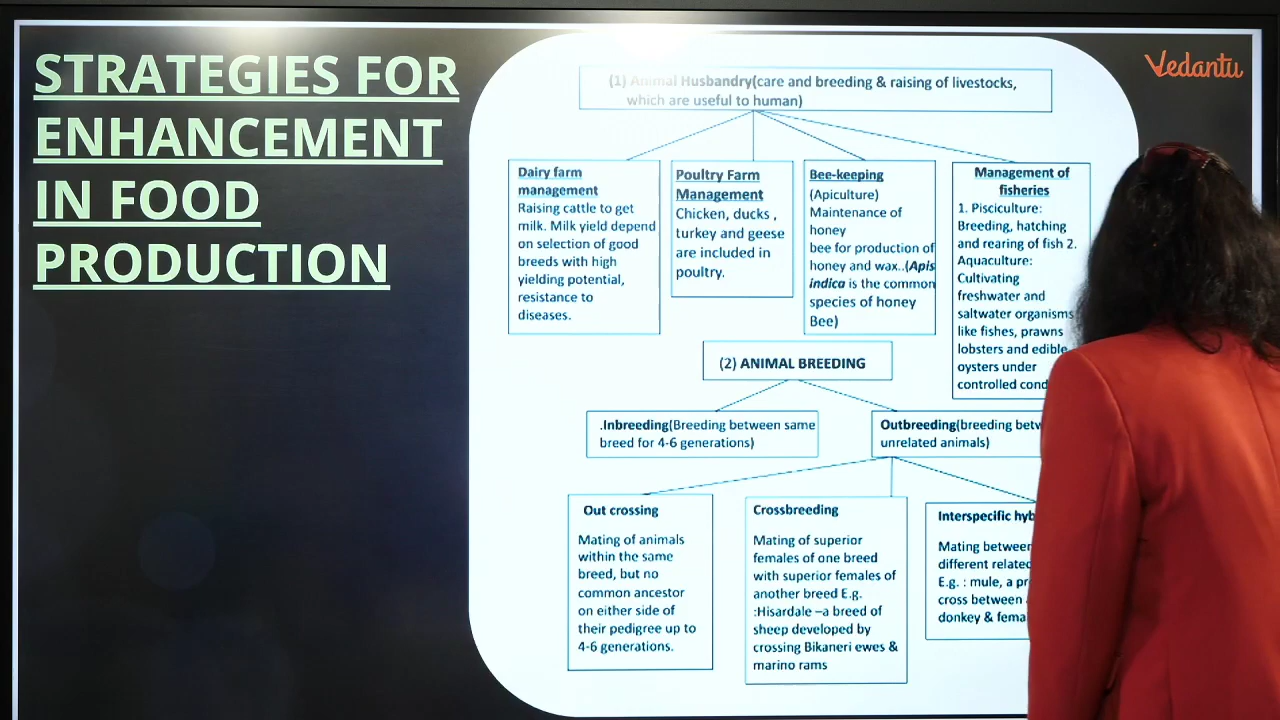 STRATEGIES FOR
ENHANCEMENT
IN FOOD
PRODUCTION
Vedantu
(1) Animal Husbandry(care and breeding & raising of livestocks,
which are useful to human)
Dairy farm
management
Raising cattle to get
milk. Milk yield depend
on selection of good
breeds with high
yielding potential,
resistance to
diseases.
Poultry Farm
Management
Chicken, ducks ,
turkey and geese
are included in
poultry.
Bee-keeping
(Apiculture)
Maintenance of
honey
bee for production of
honey and wax..(Apis
indica is the common
species of honey
Bee)
Management of
fisheries
1. Pisciculture:
Breeding, hatching
and rearing of fish 2.
Aquaculture:
Cultivating
freshwater and
saltwater organisms
like fishes, prawns
lobsters and edible
oysters under
controlled
(2) ANIMAL BREEDING
.Inbreeding(Breeding between same
breed for 4-6 generations)
Outbreeding(breeding
unrelated animals)
Out crossing
Mating of animals
within the same
breed, but no
common ancestor
on either side of
their pedigree up to
4-6 generations.
Crossbreeding
Mating of superior
females of one breed
with superior females of
another breed E.g.
:Hisardale –a breed of
sheep developed by
crossing Bikaneri ewes &
marino rams
Interspecific
Mating between
different related
E.g. : mule, a
cross between
donkey &